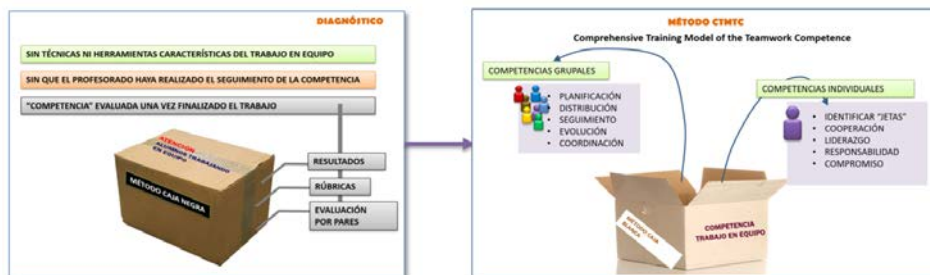 DIAGNÓSTICO
SIN TÉCNICAS NI HERRAMIENTAS CARACTERÍSTICAS DEL TRABAJO EN EQUIPO
SIN QUE EL PROFESORADO HAYA REALIZADO EL SEGUIMIENTO DE LA COMPETENCIA
"COMPETENCIA" EVALUADA UNA VEZ FINALIZADO EL TRABAJO
ATENCIÓN
ALUMNOS TRABAJANDO
EN EQUIPO
MÉTODO CAJA NEGRA
RESULTADOS
RÚBRICAS
EVALUACIÓN
POR PARES
MÉTODO CTMTC
Comprehensive Training Model of the Teamwork Competence
COMPETENCIAS GRUPALES
• PLANIFICACIÓN
• DISTRIBUCIÓN
• SEGUIMIENTO
• EVOLUCIÓN
• COORDINACIÓN
COMPETENCIAS INDIVIDUALES
• IDENTIFICAR "JETAS"
• COOPERACIÓN
• LIDERAZGO
• RESPONSABILIDAD
• COMPROMISO
MÉTODO CAJA
BLANCA
COMPETENCIA
TRABAJO EN EQUIPO